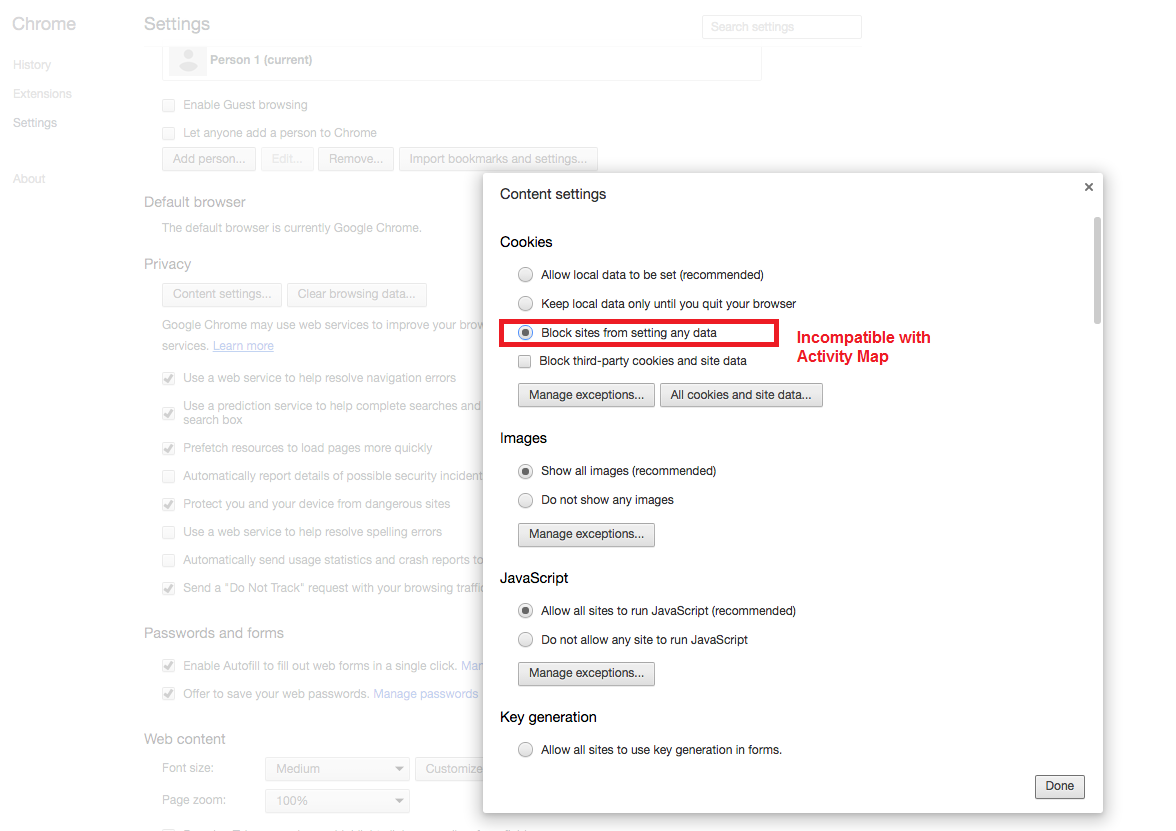 Chrome
Settings
Search settings
History
Extensions
Settings
About
Person 1 (current)
Enable Guest browsing
Let anyone add a person to Chrome
Add person...
Edit...
Remove...
Import bookmarks and settings...
Default browser
The default browser is currently Google Chrome.
Privacy
Content settings...
Clear browsing data...
Google Chrome may use web services to improve your brow
services. Learn more
Use a web service to help resolve navigation errors
Use a prediction service to help complete searches and
search box
Prefetch resources to load pages more quickly
Automatically report details of possible security incident
Protect you and your device from dangerous sites
Use a web service to help resolve spelling errors
Automatically send usage statistics and crash reports to
Send a "Do Not Track" request with your browsing traffic
Passwords and forms
Enable Autofill to fill out web forms in a single click. Man
Offer to save your web passwords. Manage passwords
Web content
Font size:
Medium
Customize
Page zoom:
100%
Content settings
Cookies
Allow local data to be set (recommended)
Keep local data only until you quit your browser
Block sites from setting any data
Incompatible with
Activity Map
Block third-party cookies and site data
Manage exceptions...
All cookies and site data...
Images
Show all images (recommended)
Do not show any images
Manage exceptions...
JavaScript
Allow all sites to run JavaScript (recommended)
Do not allow any site to run JavaScript
Manage exceptions...
Key generation
Allow all sites to use key generation in forms.
Done